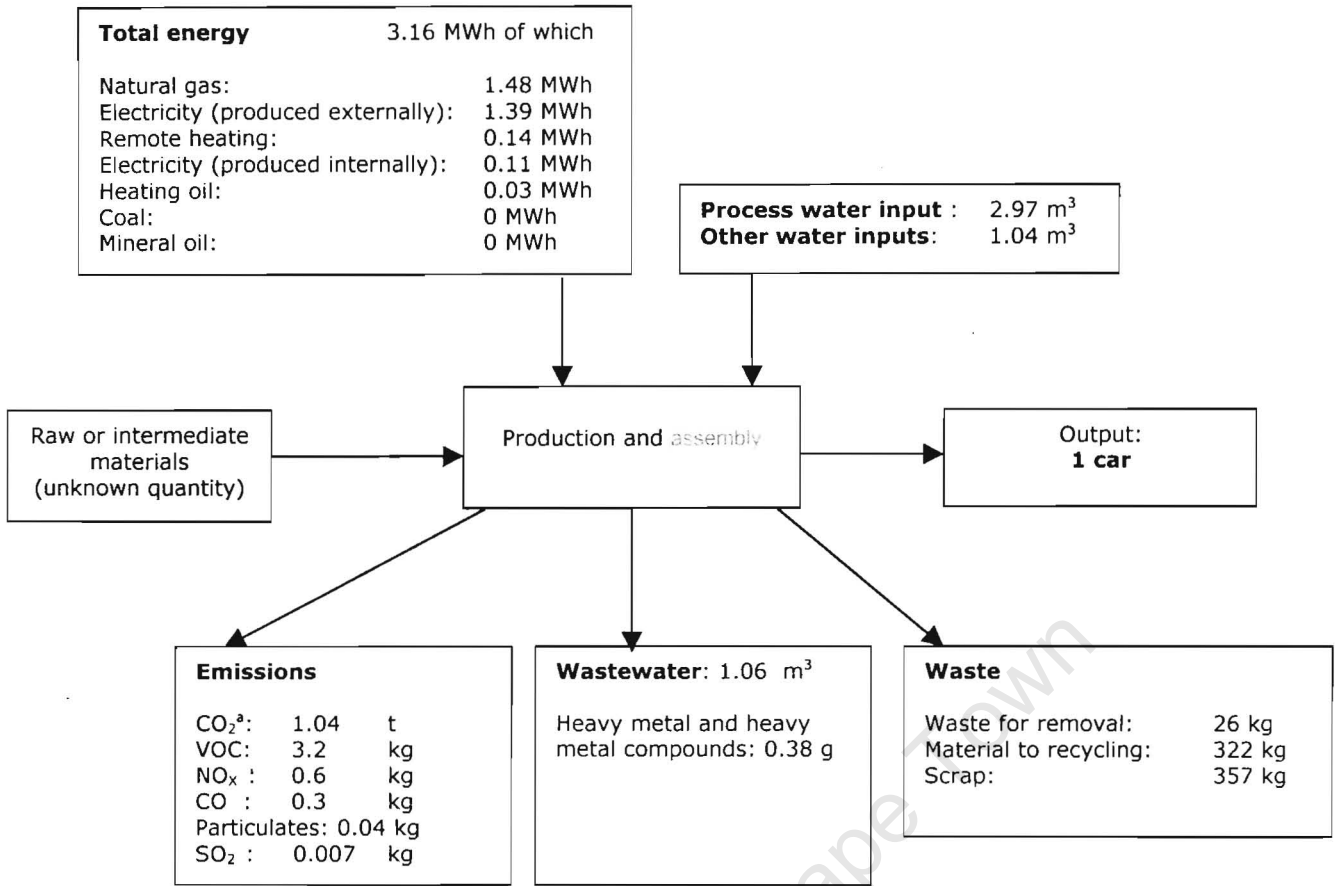 Total energy 3.16 MWh of which
Natural gas: 1.48 MWh
Electricity (produced externally): 1.39 MWh
Remote heating: 0.14 MWh
Electricity (produced internally): 0.11 MWh
Heating oil: 0.03 MWh
Coal: 0 MWh
Mineral oil: 0 MWh
Process water input : 2.97 m³
Other water inputs: 1.04 m³
Raw or intermediate
materials
(unknown quantity)
Production and assembly
Output:
1 car
Emissions
CO₂ᵃ: 1.04 t
VOC: 3.2 kg
NOₓ : 0.6 kg
CO : 0.3 kg
Particulates: 0.04 kg
SO₂ : 0.007 kg
Wastewater: 1.06 m³
Heavy metal and heavy
metal compounds: 0.38 g
Waste
Waste for removal: 26 kg
Material to recycling: 322 kg
Scrap: 357 kg
ape Town